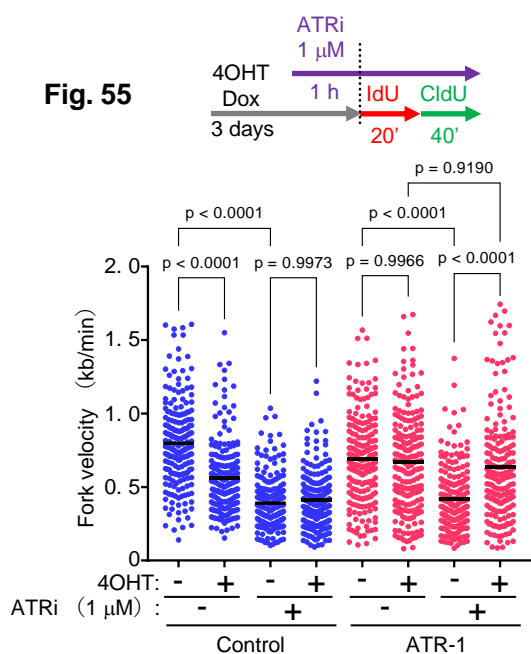 Fig. 55
ATRi
1 μM
4OHT
Dox
1 h
IdU
CldU
3 days
20’
40’
p = 0.9190
p < 0.0001
p < 0.0001
p < 0.0001
p = 0.9973
p = 0.9966
p < 0.0001
Fork velocity (kb/min)
2. 0
1.5
1. 0
0.5
0
4OHT: - + - + - + - +
ATRi (1 μM) : - + - +
Control
ATR-1